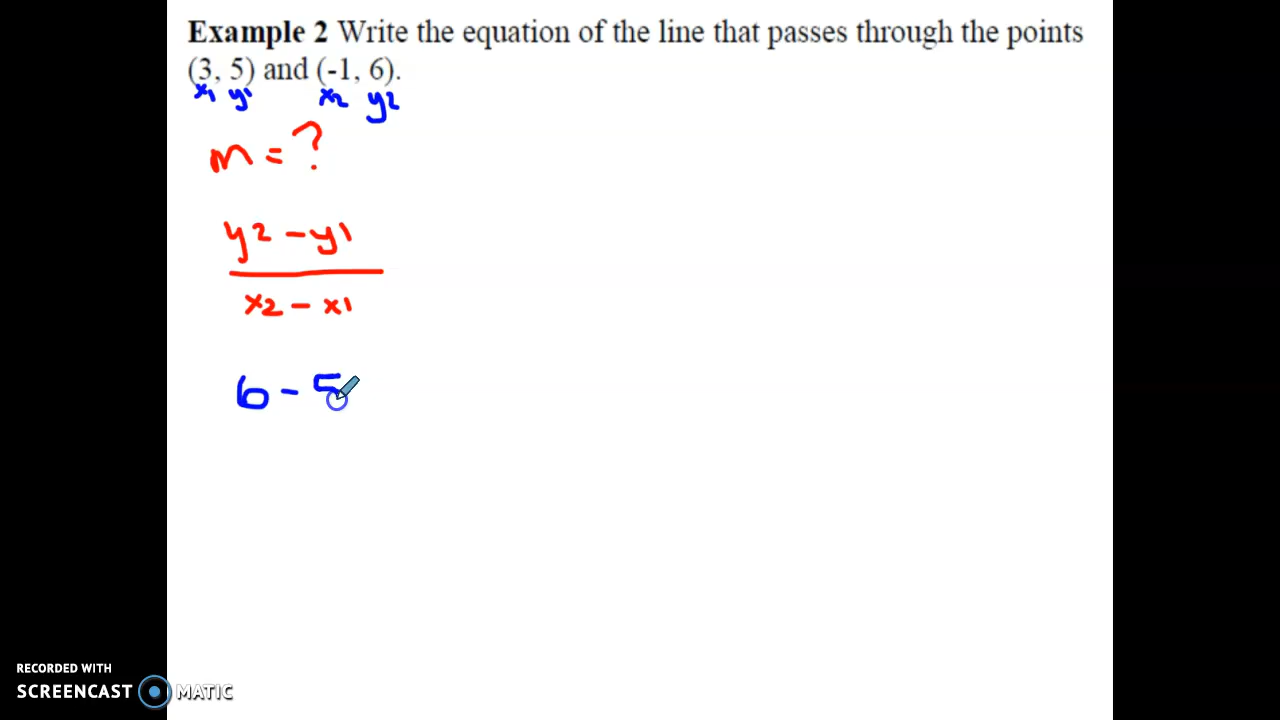 Example 2 Write the equation of the line that passes through the points
(3, 5) and (-1, 6).
x1 y1 x2 y2
m = ?
y2 - y1
x2 - x1
6 - 5
RECORDED WITH
SCREENCAST MATIC